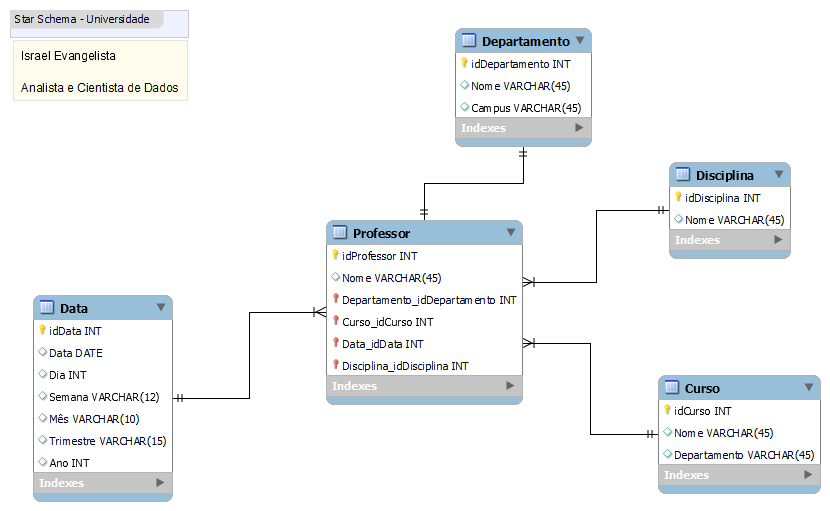 Star Schema - Universidade
Israel Evangelista
Analista e Cientista de Dados
Departamento
idDepartamento INT
Nome VARCHAR(45)
Campus VARCHAR(45)
Indexes
Disciplina
idDisciplina INT
Nome VARCHAR(45)
Indexes
Professor
idProfessor INT
Nome VARCHAR(45)
Departamento_idDepartamento INT
Curso_idCurso INT
Data_idData INT
Disciplina_idDisciplina INT
Indexes
Data
idData INT
Data DATE
Dia INT
Semana VARCHAR(12)
Mês VARCHAR(10)
Trimestre VARCHAR(15)
Ano INT
Indexes
Curso
idCurso INT
Nome VARCHAR(45)
Departamento VARCHAR(45)
Indexes